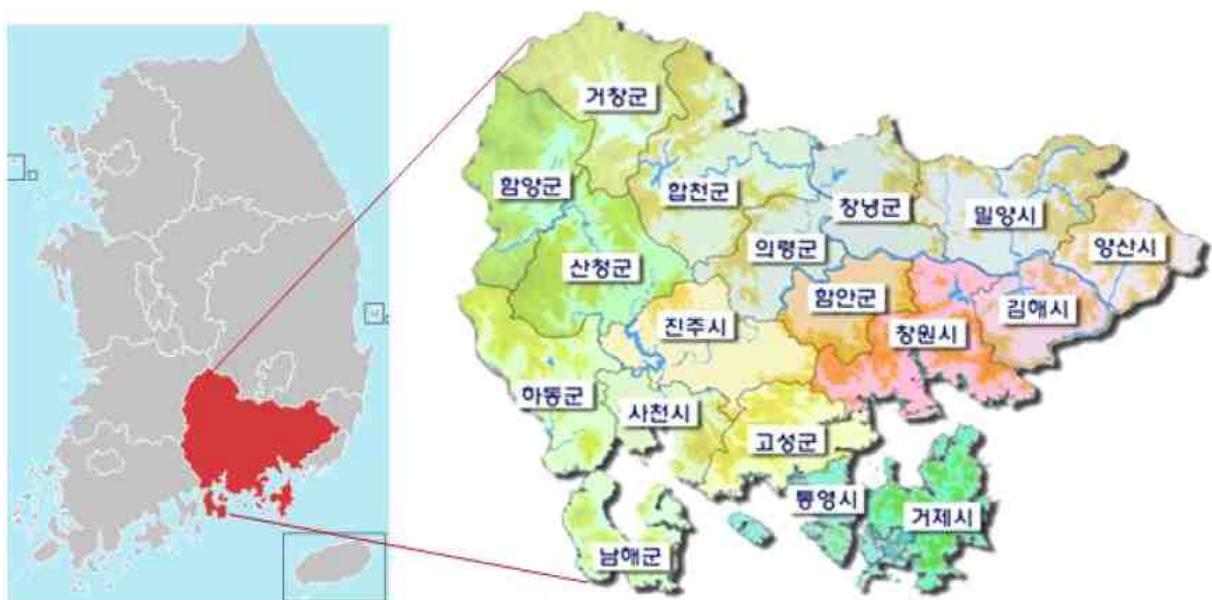 거창군
함양군
합천군
창녕군
밀양시
양산시
의령군
산청군
함안군
김해시
진주시
창원시
하동군
사천시
고성군
통영시
거제시
남해군